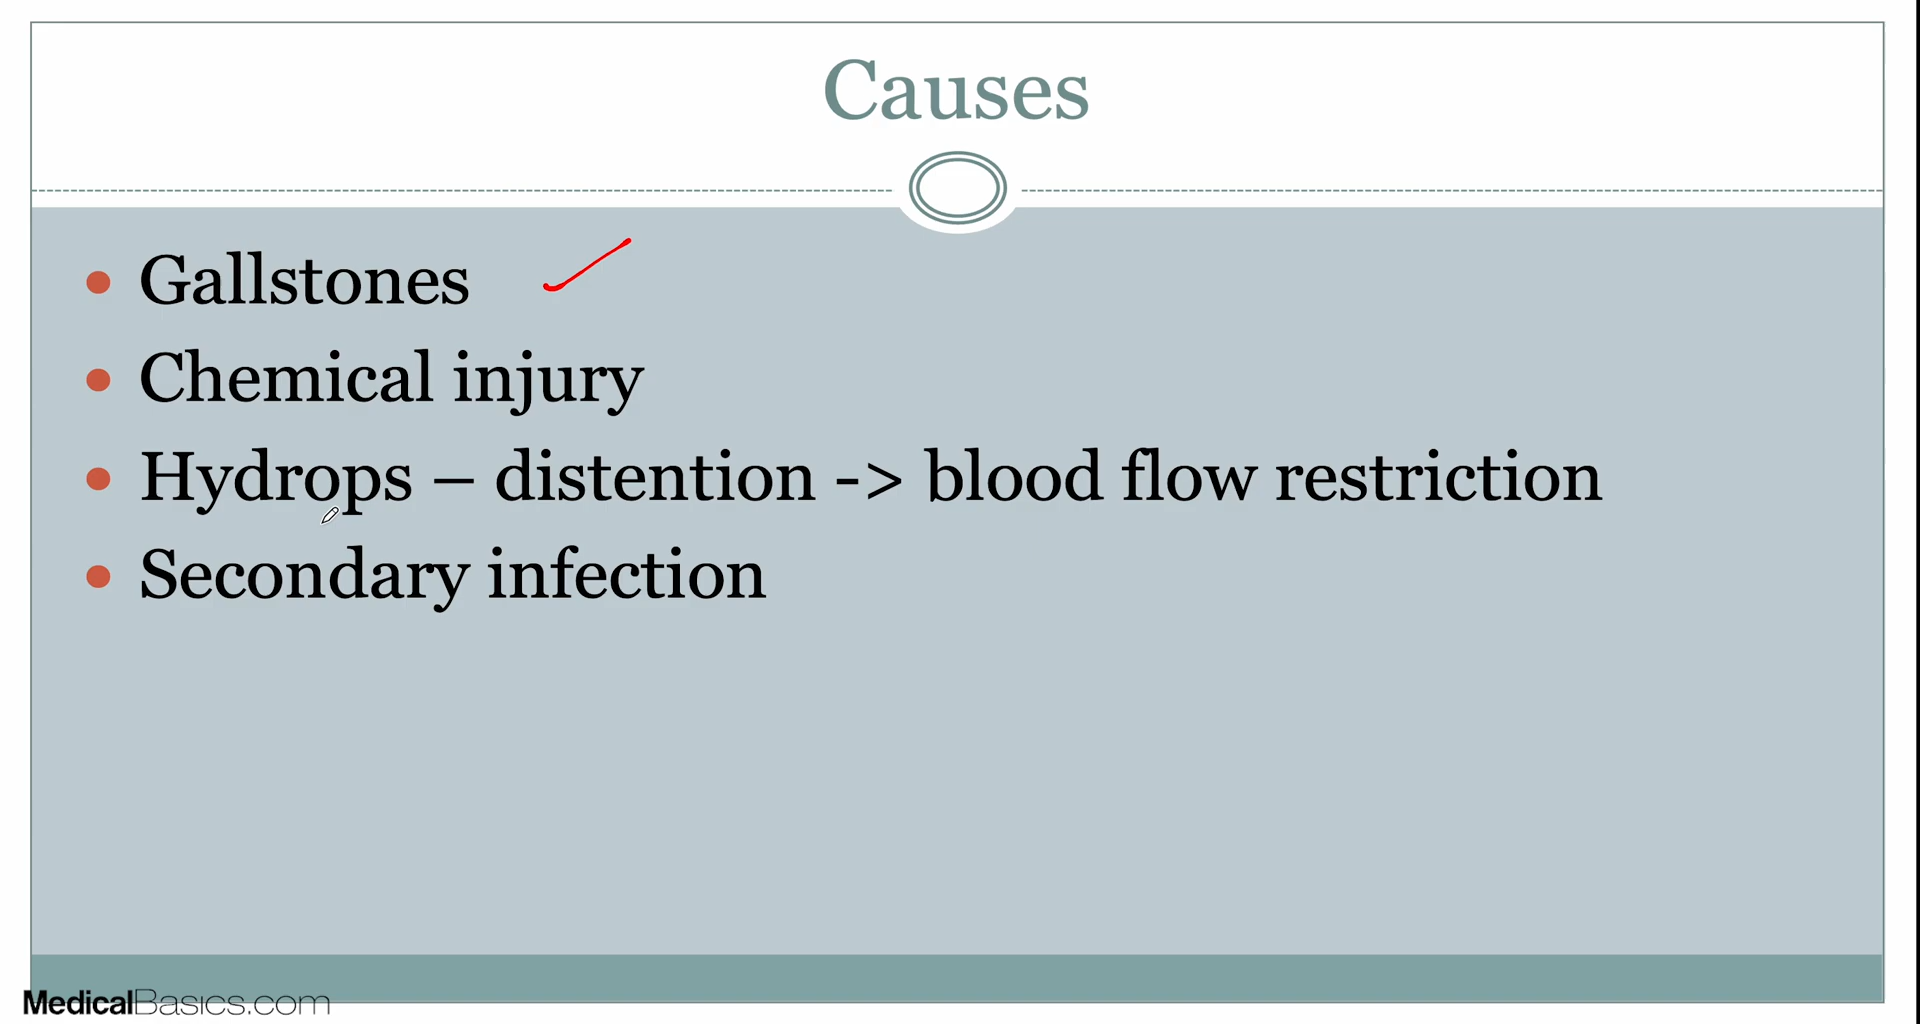 Causes
Gallstones
Chemical injury
Hydrops – distention -> blood flow restriction
Secondary infection
MedicalBasics.com